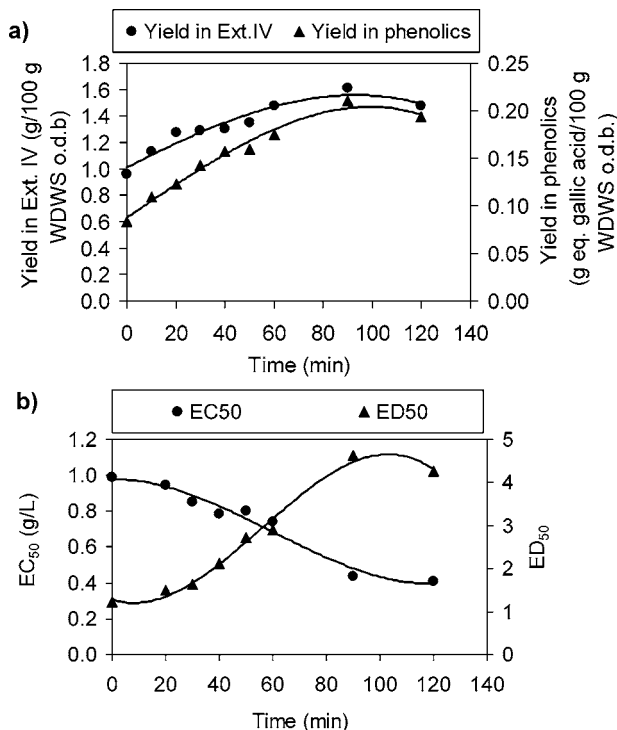 a)
Yield in Ext.IV Yield in phenolics
1.8
1.6
1.4
1.2
1.0
0.8
0.6
0.4
0.2
0.0
Yield in Ext. IV (g/100 g
WDWS o.d.b)
0.25
0.20
0.15
0.10
0.05
0.00
Yield in phenolics
(g eq. gallic acid/100 g
WDWS o.d.b.)
0 20 40 60 80 100 120 140
Time (min)
b)
EC50 ED50
1.2
1.0
0.8
0.6
0.4
0.2
0.0
EC50 (g/L)
5
4
3
2
1
0
ED50
0 20 40 60 80 100 120 140
Time (min)